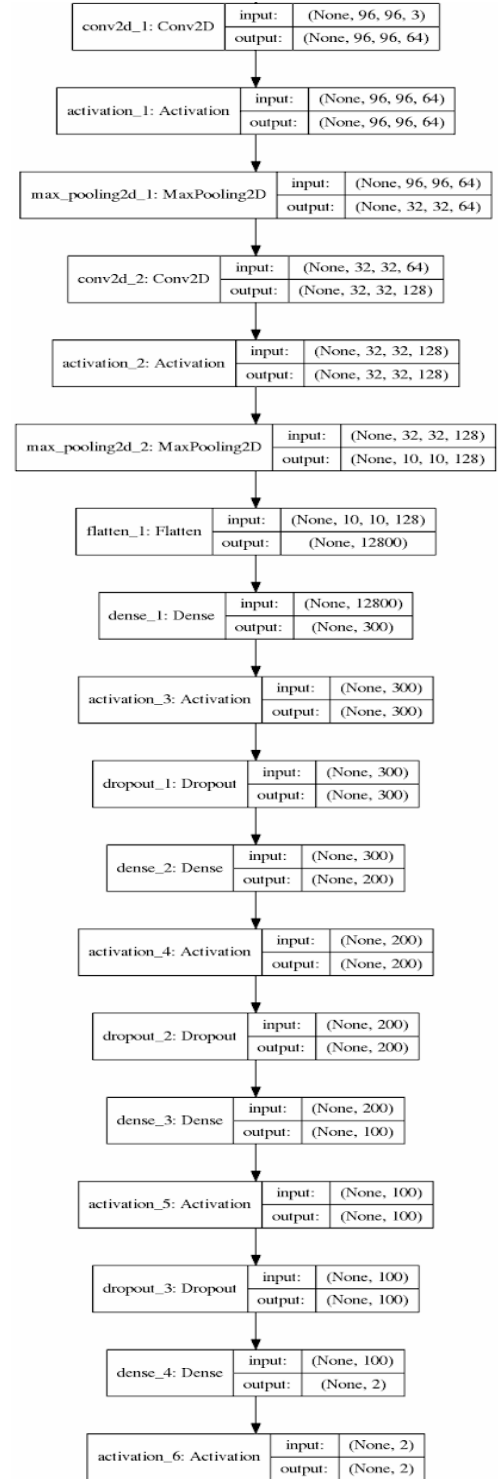 conv2d_1: Conv2D
input: (None, 96, 96, 3)
output: (None, 96, 96, 64)
activation_1: Activation
input: (None, 96, 96, 64)
output: (None, 96, 96, 64)
max_pooling2d_1: MaxPooling2D
input: (None, 96, 96, 64)
output: (None, 32, 32, 64)
conv2d_2: Conv2D
input: (None, 32, 32, 64)
output: (None, 32, 32, 128)
activation_2: Activation
input: (None, 32, 32, 128)
output: (None, 32, 32, 128)
max_pooling2d_2: MaxPooling2D
input: (None, 32, 32, 128)
output: (None, 10, 10, 128)
flatten_1: Flatten
input: (None, 10, 10, 128)
output: (None, 12800)
dense_1: Dense
input: (None, 12800)
output: (None, 300)
activation_3: Activation
input: (None, 300)
output: (None, 300)
dropout_1: Dropout
input: (None, 300)
output: (None, 300)
dense_2: Dense
input: (None, 300)
output: (None, 200)
activation_4: Activation
input: (None, 200)
output: (None, 200)
dropout_2: Dropout
input: (None, 200)
output: (None, 200)
dense_3: Dense
input: (None, 200)
output: (None, 100)
activation_5: Activation
input: (None, 100)
output: (None, 100)
dropout_3: Dropout
input: (None, 100)
output: (None, 100)
dense_4: Dense
input: (None, 100)
output: (None, 2)
activation_6: Activation
input: (None, 2)
output: (None, 2)